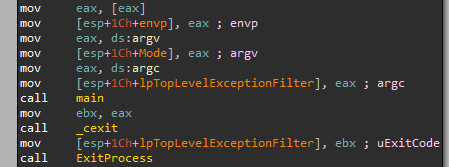 mov eax, [eax]
mov [esp+1Ch+envp], eax ; envp
mov eax, ds:argv
mov [esp+1Ch+Mode], eax ; argv
mov eax, ds:argc
mov [esp+1Ch+lpTopLevelExceptionFilter], eax ; argc
call main
mov ebx, eax
call _cexit
mov [esp+1Ch+lpTopLevelExceptionFilter], ebx ; uExitCode
call ExitProcess